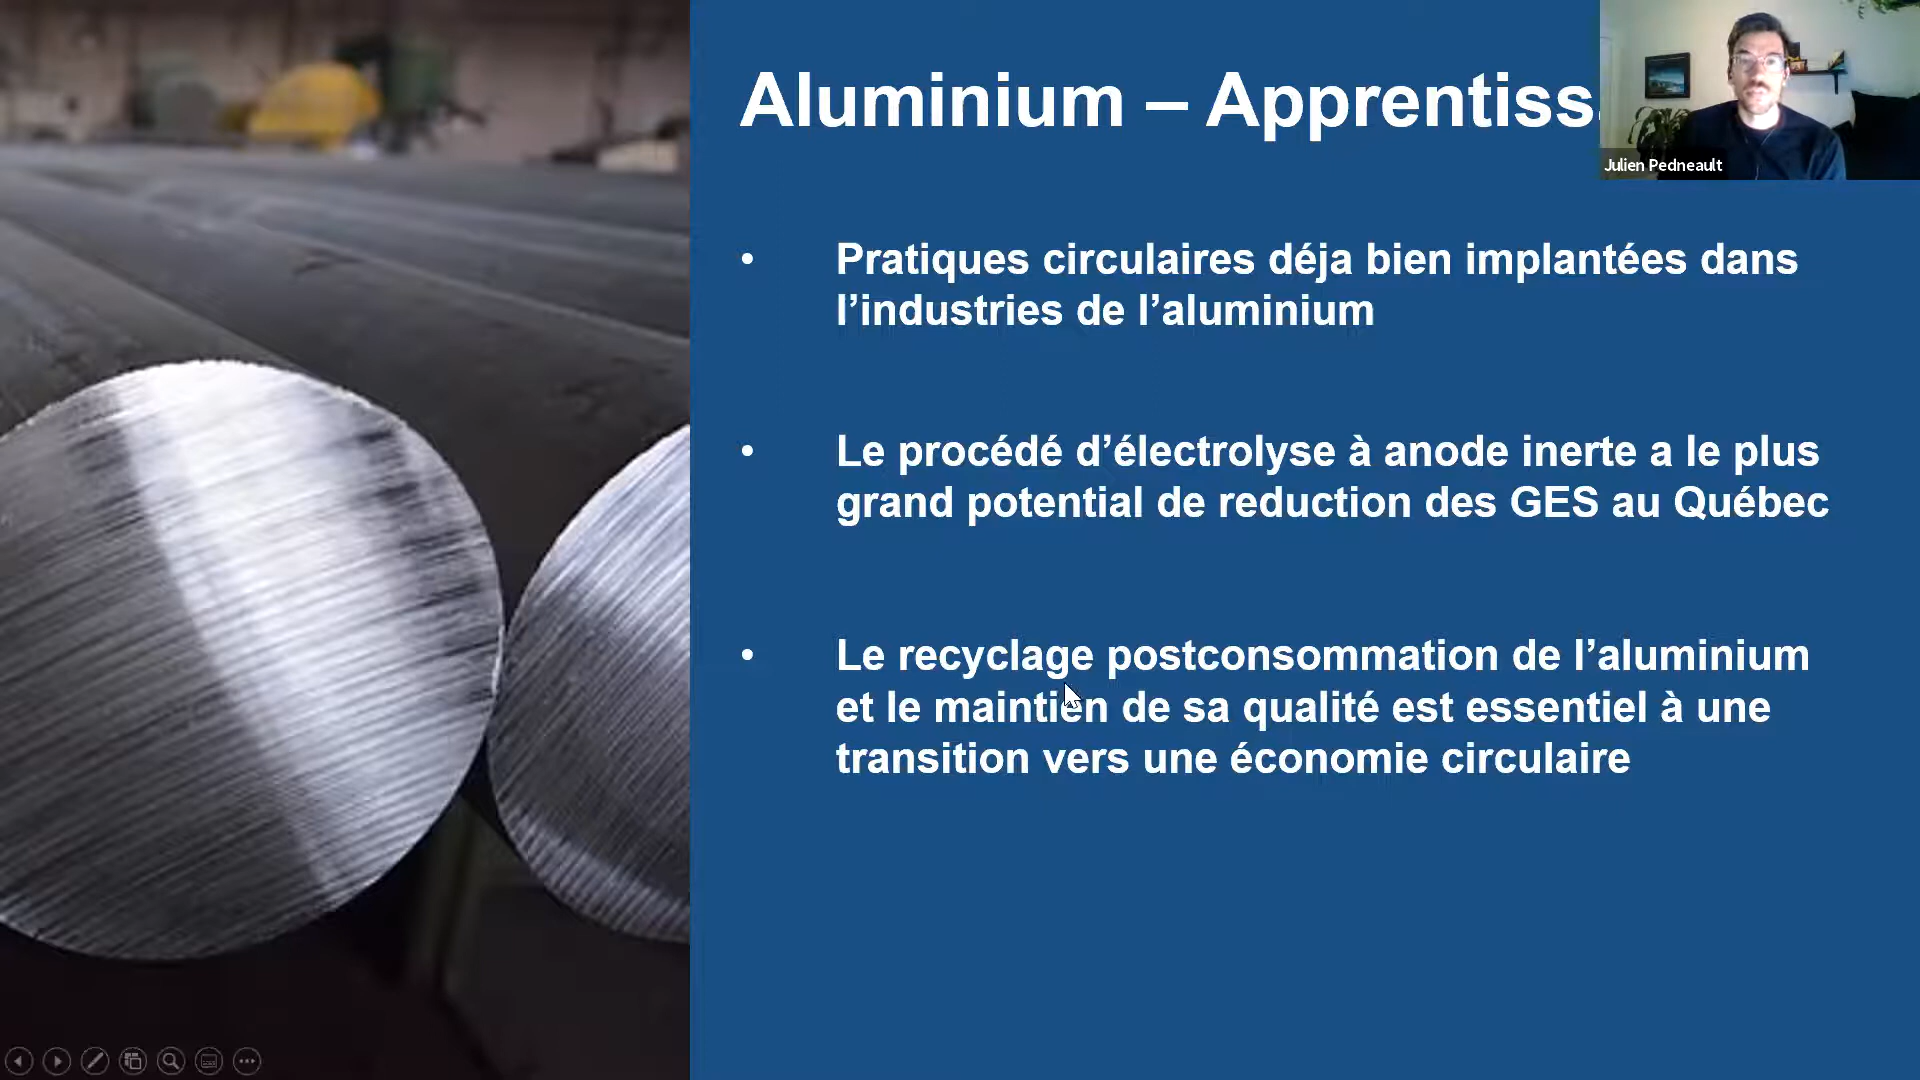 Aluminium – Apprentiss
Julien Pedneault
• Pratiques circulaires déja bien implantées dans
l’industries de l’aluminium
• Le procédé d’électrolyse à anode inerte a le plus
grand potential de reduction des GES au Québec
• Le recyclage postconsommation de l’aluminium
et le maintien de sa qualité est essentiel à une
transition vers une économie circulaire